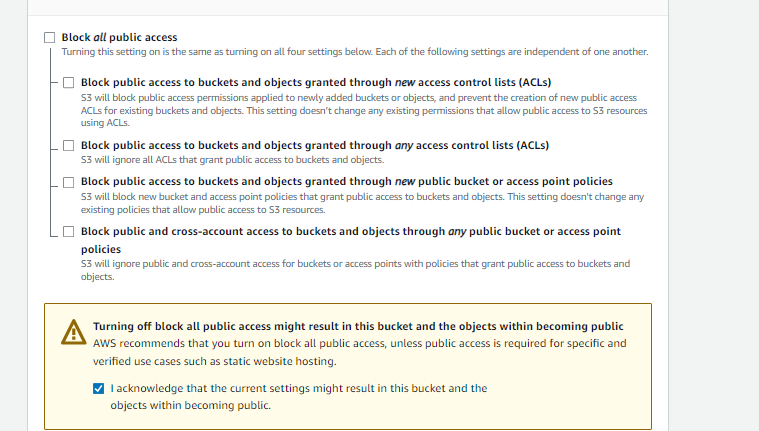 Block all public access
Turning this setting on is the same as turning on all four settings below. Each of the following settings are independent of one another.
Block public access to buckets and objects granted through new access control lists (ACLs)
S3 will block public access permissions applied to newly added buckets or objects, and prevent the creation of new public access
ACLs for existing buckets and objects. This setting doesn't change any existing permissions that allow public access to S3 resources
using ACLs.
Block public access to buckets and objects granted through any access control lists (ACLs)
S3 will ignore all ACLs that grant public access to buckets and objects.
Block public access to buckets and objects granted through new public bucket or access point policies
S3 will block new bucket and access point policies that grant public access to buckets and objects. This setting doesn't change any
existing policies that allow public access to S3 resources.
Block public and cross-account access to buckets and objects through any public bucket or access point
policies
S3 will ignore public and cross-account access for buckets or access points with policies that grant public access to buckets and
objects.
Turning off block all public access might result in this bucket and the objects within becoming public
AWS recommends that you turn on block all public access, unless public access is required for specific and
verified use cases such as static website hosting.
I acknowledge that the current settings might result in this bucket and the
objects within becoming public.